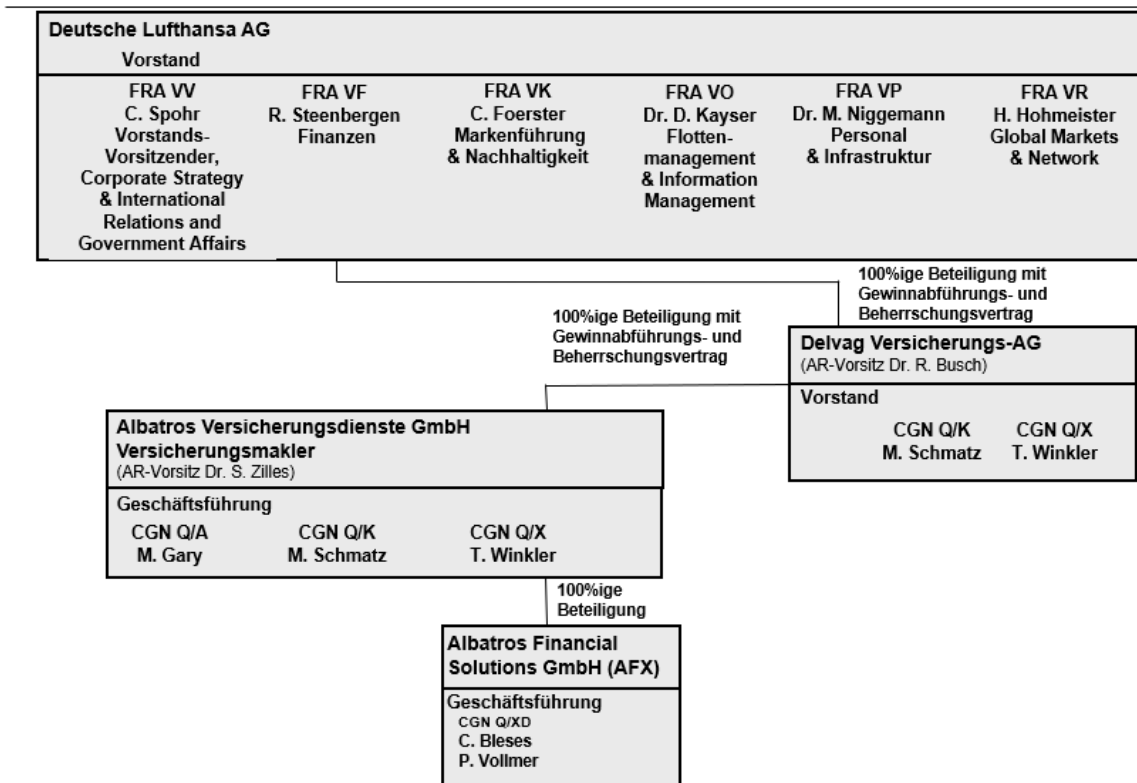 Deutsche Lufthansa AG
Vorstand
FRA VV
C. Spohr
Vorstands-
Vorsitzender,
Corporate Strategy
& International
Relations and
Government Affairs
FRA VF
R. Steenbergen
Finanzen
FRA VK
C. Foerster
Markenführung
& Nachhaltigkeit
FRA VO
Dr. D. Kayser
Flotten-
management
& Information
Management
FRA VP
Dr. M. Niggemann
Personal
& Infrastruktur
FRA VR
H. Hohmeister
Global Markets
& Network
100%ige Beteiligung mit
Gewinnabführungs- und
Beherrschungsvertrag
100%ige Beteiligung mit
Gewinnabführungs- und
Beherrschungsvertrag
Delvag Versicherungs-AG
(AR-Vorsitz Dr. R. Busch)
Vorstand
CGN Q/K
M. Schmatz
CGN Q/X
T. Winkler
Albatros Versicherungsdienste GmbH
Versicherungsmakler
(AR-Vorsitz Dr. S. Zilles)
Geschäftsführung
CGN Q/A
M. Gary
CGN Q/K
M. Schmatz
CGN Q/X
T. Winkler
100%ige
Beteiligung
Albatros Financial
Solutions GmbH (AFX)
Geschäftsführung
CGN Q/XD
C. Bleses
P. Vollmer